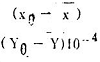 (x₀ − x̄)
(Y₀ − Ȳ)10⁻⁴